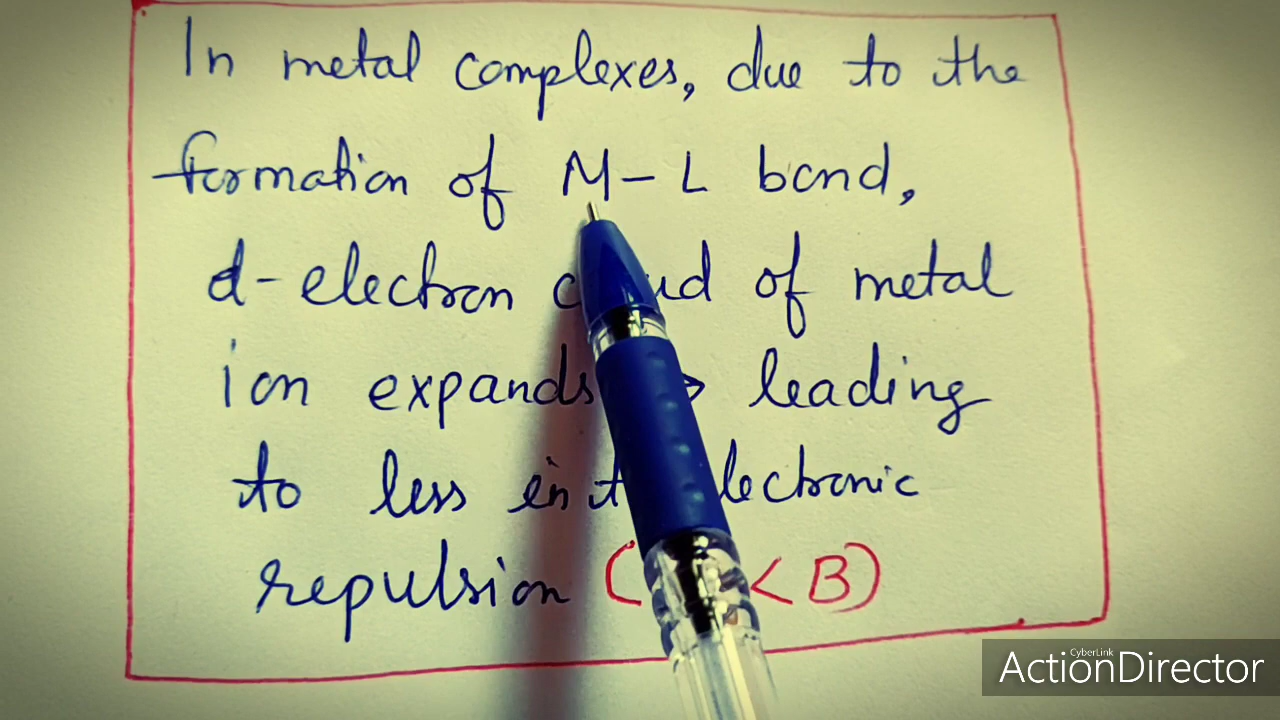 In metal complexes, due to the
formation of M-L bond,
d-electron of metal
ion expands leading
to less
repulsion ( < B)
CyberLink
ActionDirector